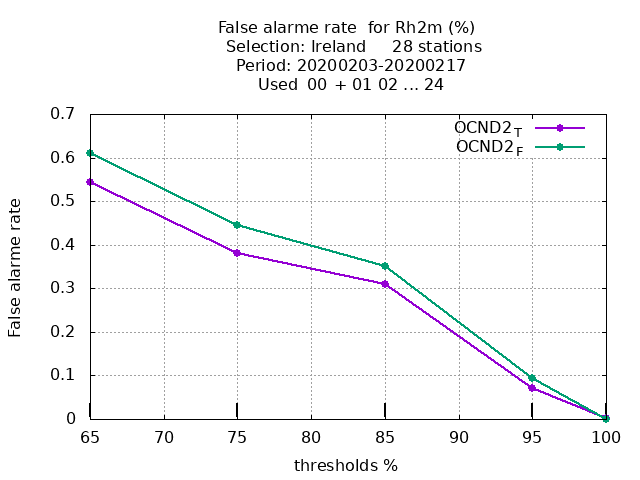 False alarme rate  for Rh2m (%)
Selection: Ireland     28 stations
Period: 20200203-20200217
Used  00 + 01 02 ... 24
0.7
0.6
0.5
0.4
0.3
0.2
0.1
0
False alarme rate
OCND2T
OCND2F
65 70 75 80 85 90 95 100
thresholds %